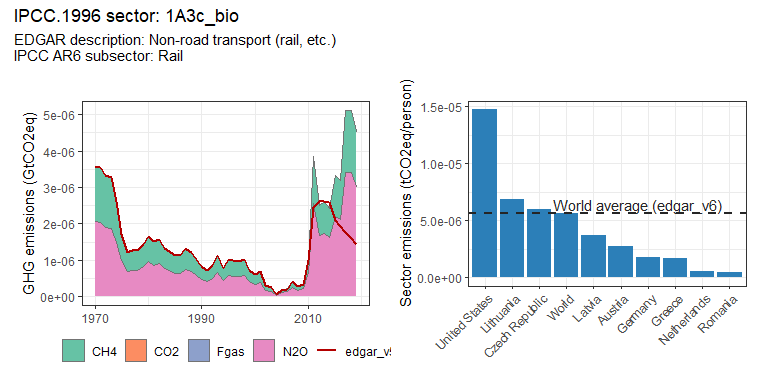 IPCC.1996 sector: 1A3c_bio
EDGAR description: Non-road transport (rail, etc.)
IPCC AR6 subsector: Rail
GHG emissions (GtCO2eq)
5e-06
4e-06
3e-06
2e-06
1e-06
0e+00
1970
1990
2010
CH4
CO2
Fgas
N2O
edgar_v5
Sector emissions (tCO2eq/person)
1.5e-05
1.0e-05
5.0e-06
0.0e+00
World average (edgar_v6)
United States
Lithuania
Czech Republic
World
Latvia
Austria
Germany
Greece
Netherlands
Romania